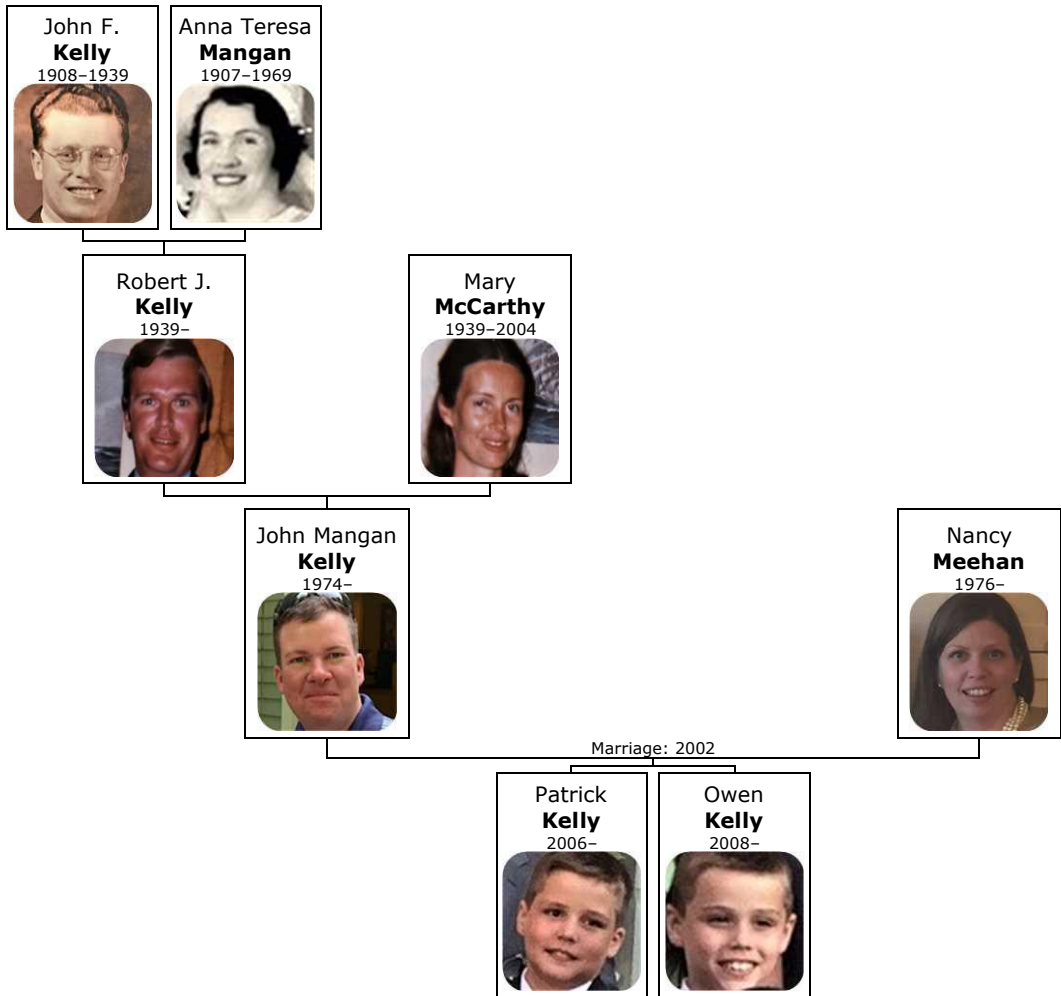 John F.
Kelly
1908–1939
Anna Teresa
Mangan
1907–1969
Robert J.
Kelly
1939–
Mary
McCarthy
1939–2004
John Mangan
Kelly
1974–
Nancy
Meehan
1976–
Marriage: 2002
Patrick
Kelly
2006–
Owen
Kelly
2008–